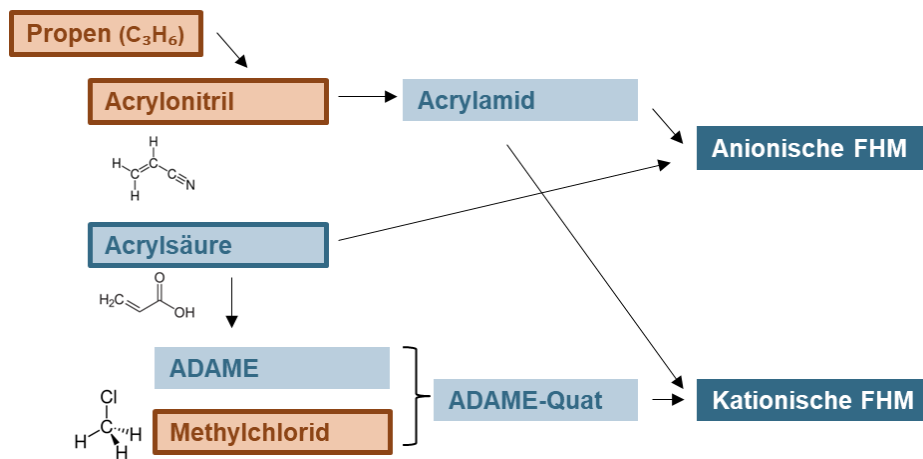 Propen (C₃H₆)
Acrylonitril
Acrylamid
Anionische FHM
H
H
C
C
C
N
H
Acrylsäure
O
H₂C
OH
ADAME
Cl
C
H
H
H
Methylchlorid
ADAME-Quat
Kationische FHM